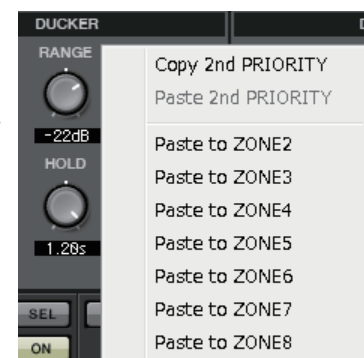 DUCKER
RANGE
-22dB
HOLD
1.20s
SEL
ON
Copy 2nd PRIORITY
Paste 2nd PRIORITY
Paste to ZONE2
Paste to ZONE3
Paste to ZONE4
Paste to ZONE5
Paste to ZONE6
Paste to ZONE7
Paste to ZONE8